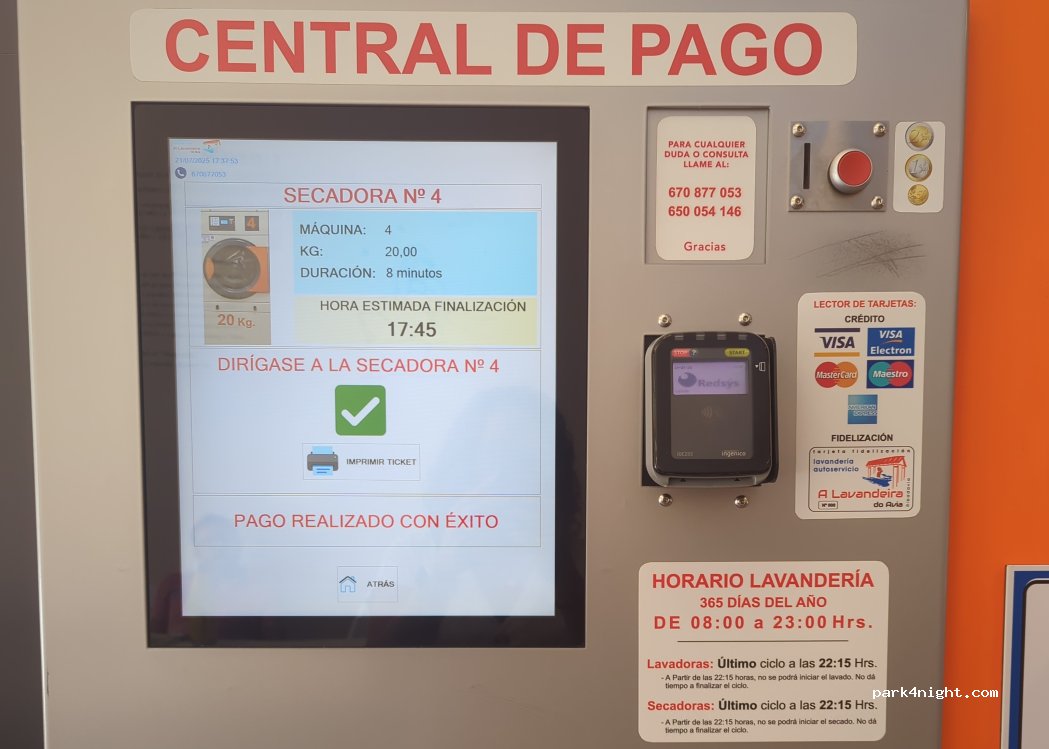 CENTRAL DE PAGO
21/07/2025 17:37:53
670877053
SECADORA Nº 4
4
20 Kg.
MÁQUINA: 4
KG: 20,00
DURACIÓN: 8 minutos
HORA ESTIMADA FINALIZACIÓN
17:45
DIRÍGASE A LA SECADORA Nº 4
IMPRIMIR TICKET
PAGO REALIZADO CON ÉXITO
ATRÁS
PARA CUALQUIER
DUDA O CONSULTA
LLAME AL:
670 877 053
650 054 146
Gracias
STOP ? START
Redsys
ingenico
LECTOR DE TARJETAS:
CRÉDITO
VISA
VISA
Electron
MasterCard
Maestro
AMERICAN
EXPRESS
FIDELIZACIÓN
tarjeta fidelización
lavandería
autoservicio
A Lavandeira
do Avia
HORARIO LAVANDERÍA
365 DÍAS DEL AÑO
DE 08:00 a 23:00 Hrs.
Lavadoras: Último ciclo a las 22:15 Hrs.
- A Partir de las 22:15 horas, no se podrá iniciar el lavado. No dá
tiempo a finalizar el ciclo.
Secadoras: Último ciclo a las 22:15 Hrs.
- A Partir de las 22:15 horas, no se podrá iniciar el secado. No dá
tiempo a finalizar el ciclo.
park4night.com